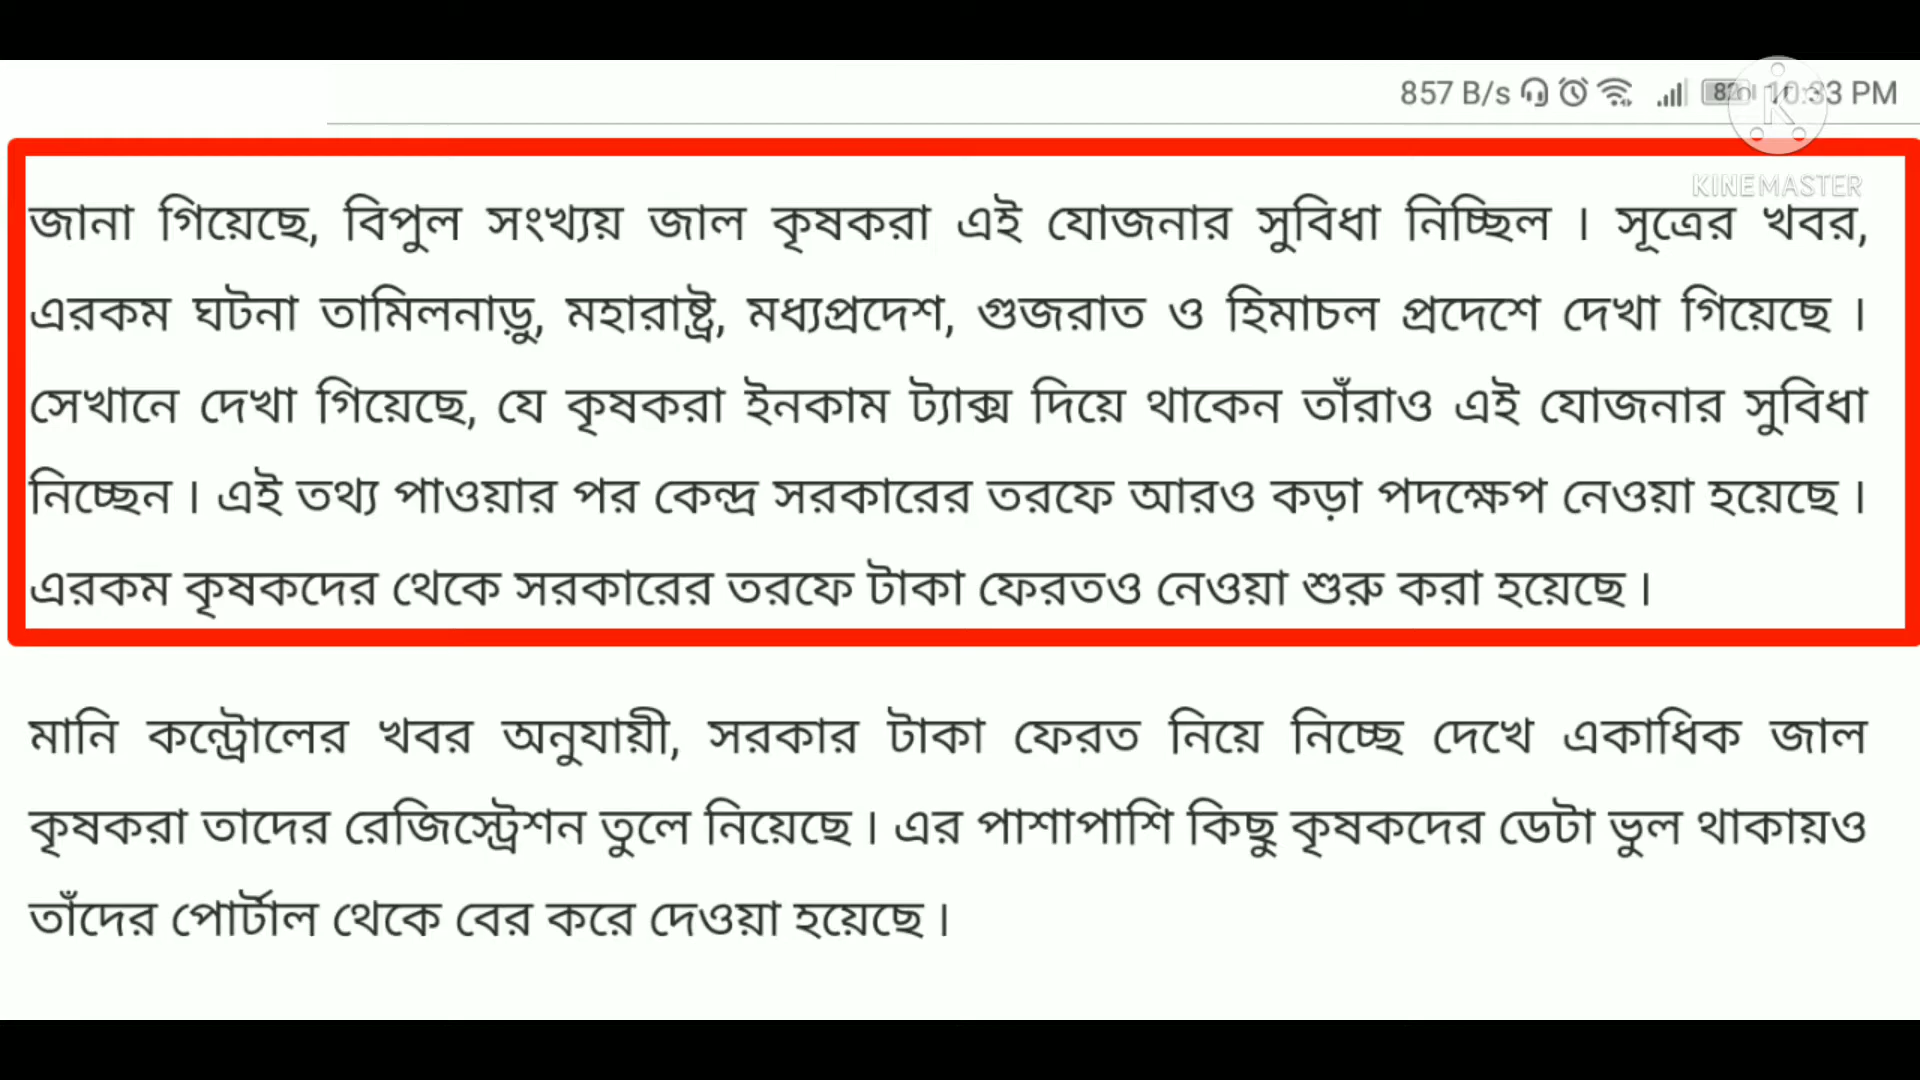 857 B/s 82 10:33 PM
KINEMASTER
জানা গিয়েছে, বিপুল সংখ্যয় জাল কৃষকরা এই যোজনার সুবিধা নিচ্ছিল । সূত্রের খবর,
এরকম ঘটনা তামিলনাড়ু, মহারাষ্ট্র, মধ্যপ্রদেশ, গুজরাত ও হিমাচল প্রদেশে দেখা গিয়েছে ।
সেখানে দেখা গিয়েছে, যে কৃষকরা ইনকাম ট্যাক্স দিয়ে থাকেন তাঁরাও এই যোজনার সুবিধা
নিচ্ছেন । এই তথ্য পাওয়ার পর কেন্দ্র সরকারের তরফে আরও কড়া পদক্ষেপ নেওয়া হয়েছে ।
এরকম কৃষকদের থেকে সরকারের তরফে টাকা ফেরতও নেওয়া শুরু করা হয়েছে ।
মানি কন্ট্রোলের খবর অনুযায়ী, সরকার টাকা ফেরত নিয়ে নিচ্ছে দেখে একাধিক জাল
কৃষকরা তাদের রেজিস্ট্রেশন তুলে নিয়েছে । এর পাশাপাশি কিছু কৃষকদের ডেটা ভুল থাকায়ও
তাঁদের পোর্টাল থেকে বের করে দেওয়া হয়েছে ।